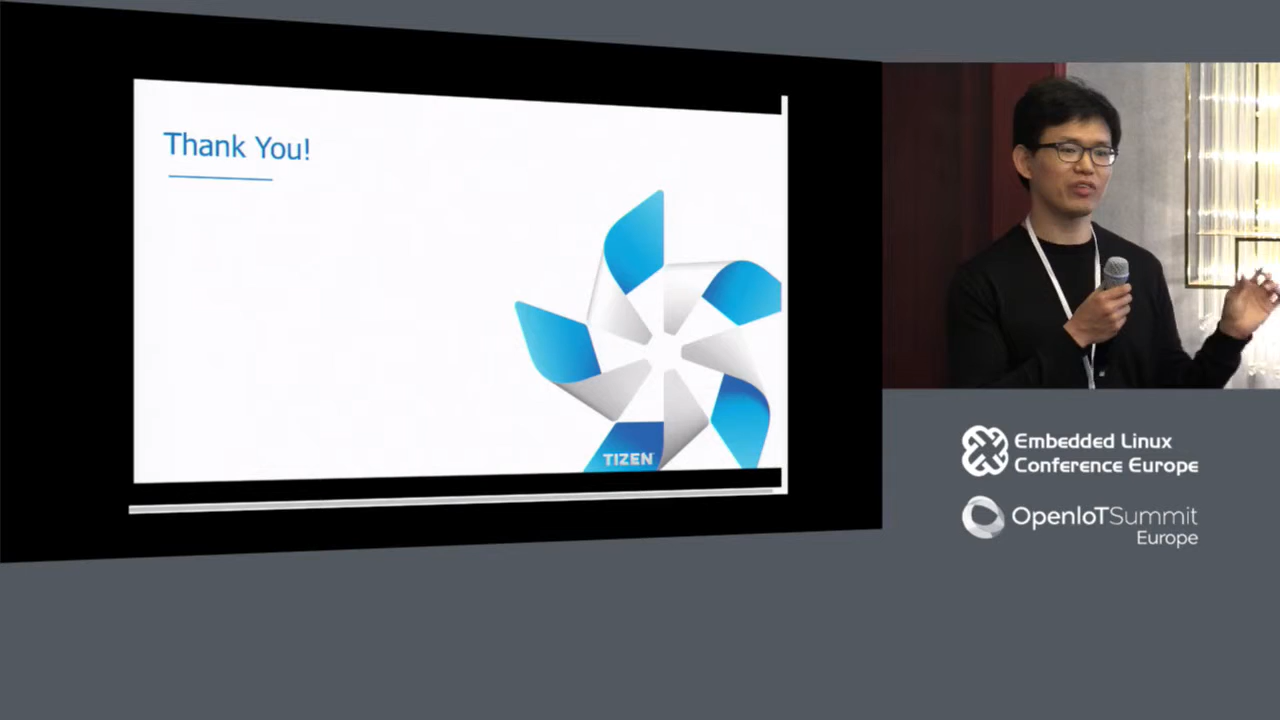 Thank You!
TIZEN
Embedded Linux
Conference Europe
OpenIoTSummit
Europe